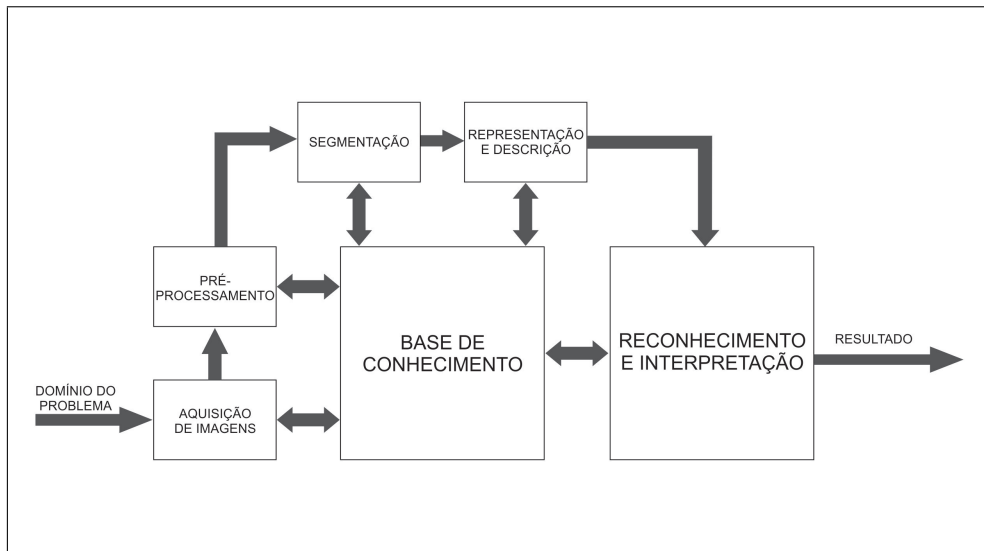 SEGMENTAÇÃO
REPRESENTAÇÃO
E DESCRIÇÃO
PRÉ-
PROCESSAMENTO
BASE DE
CONHECIMENTO
RECONHECIMENTO
E INTERPRETAÇÃO
RESULTADO
DOMÍNIO DO
PROBLEMA
AQUISIÇÃO
DE IMAGENS